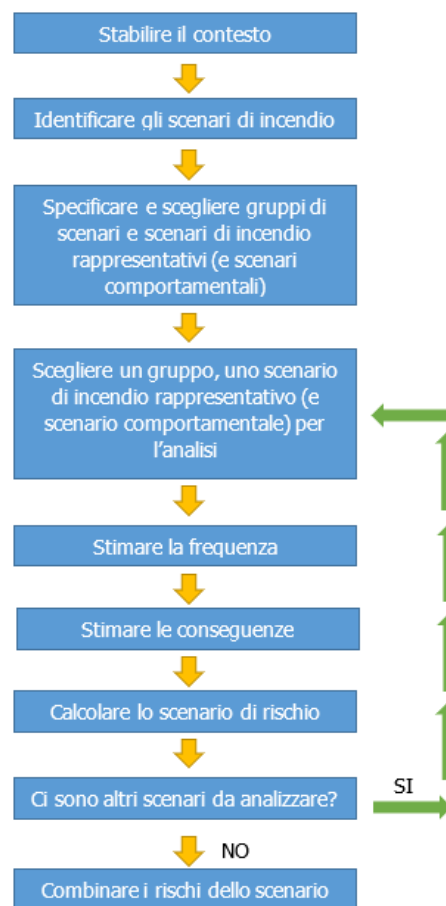 Stabilire il contesto
Identificare gli scenari di incendio
Specificare e scegliere gruppi di
scenari e scenari di incendio
rappresentativi (e scenari
comportamentali)
Scegliere un gruppo, uno scenario
di incendio rappresentativo (e
scenario comportamentale) per
l'analisi
Stimare la frequenza
Stimare le conseguenze
Calcolare lo scenario di rischio
Ci sono altri scenari da analizzare?
SI
NO
Combinare i rischi dello scenario